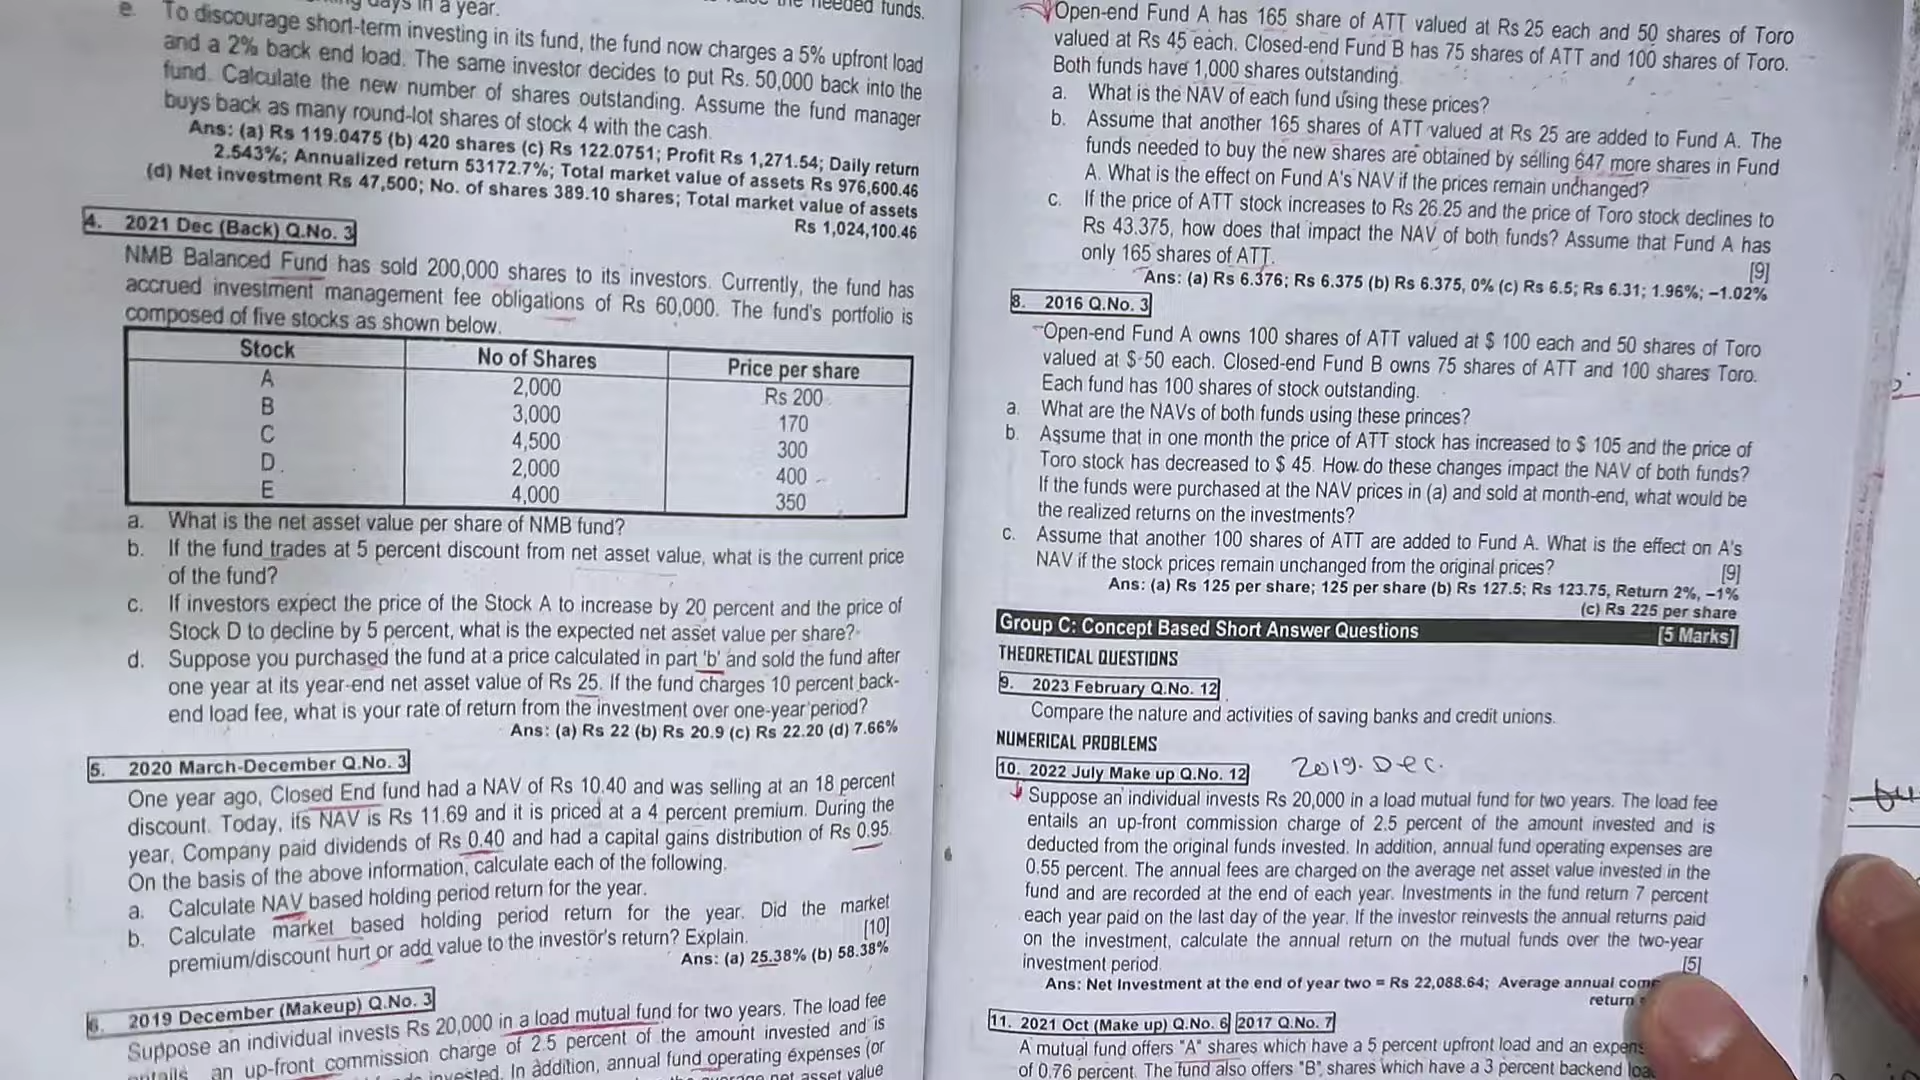 days in a year.
e. To discourage short-term investing in its fund, the fund now charges a 5% upfront load
and a 2% back end load. The same investor decides to put Rs. 50,000 back into the
fund. Calculate the new number of shares outstanding. Assume the fund manager
buys back as many round-lot shares of stock 4 with the cash.
Ans: (a) Rs 119.0475 (b) 420 shares (c) Rs 122.0751; Profit Rs 1,271.54; Daily return
2.543%; Annualized return 53172.7%; Total market value of assets Rs 976,600.46
(d) Net investment Rs 47,500; No. of shares 389.10 shares; Total market value of assets
Rs 1,024,100.46
4. 2021 Dec (Back) Q.No. 3
NMB Balanced Fund has sold 200,000 shares to its investors. Currently, the fund has
accrued investment management fee obligations of Rs 60,000. The fund's portfolio is
composed of five stocks as shown below.
Stock No of Shares Price per share
A 2,000 Rs 200
B 3,000 170
C 4,500 300
D 2,000 400
E 4,000 350
a. What is the net asset value per share of NMB fund?
b. If the fund trades at 5 percent discount from net asset value, what is the current price
of the fund?
c. If investors expect the price of the Stock A to increase by 20 percent and the price of
Stock D to decline by 5 percent, what is the expected net asset value per share?
d. Suppose you purchased the fund at a price calculated in part 'b' and sold the fund after
one year at its year-end net asset value of Rs 25. If the fund charges 10 percent back-
end load fee, what is your rate of return from the investment over one-year period?
Ans: (a) Rs 22 (b) Rs 20.9 (c) Rs 22.20 (d) 7.66%
5. 2020 March-December Q.No. 3
One year ago, Closed End fund had a NAV of Rs 10.40 and was selling at an 18 percent
discount. Today, its NAV is Rs 11.69 and it is priced at a 4 percent premium. During the
year, Company paid dividends of Rs 0.40 and had a capital gains distribution of Rs 0.95.
On the basis of the above information, calculate each of the following.
a. Calculate NAV based holding period return for the year.
b. Calculate market based holding period return for the year. Did the market
premium/discount hurt or add value to the investor's return? Explain. [10]
Ans: (a) 25.38% (b) 58.38%
6. 2019 December (Makeup) Q.No. 3
Suppose an individual invests Rs 20,000 in a load mutual fund for two years. The load fee
entails an up-front commission charge of 2.5 percent of the amount invested and is
invested. In addition, annual fund operating expenses (or
net asset value
needed funds.
Open-end Fund A has 165 share of ATT valued at Rs 25 each and 50 shares of Toro
valued at Rs 45 each. Closed-end Fund B has 75 shares of ATT and 100 shares of Toro.
Both funds have 1,000 shares outstanding.
a. What is the NAV of each fund using these prices?
b. Assume that another 165 shares of ATT valued at Rs 25 are added to Fund A. The
funds needed to buy the new shares are obtained by selling 647 more shares in Fund
A. What is the effect on Fund A's NAV if the prices remain unchanged?
c. If the price of ATT stock increases to Rs 26.25 and the price of Toro stock declines to
Rs 43.375, how does that impact the NAV of both funds? Assume that Fund A has
only 165 shares of ATT. [9]
Ans: (a) Rs 6.376; Rs 6.375 (b) Rs 6.375, 0% (c) Rs 6.5; Rs 6.31; 1.96%; –1.02%
8. 2016 Q.No. 3
Open-end Fund A owns 100 shares of ATT valued at $ 100 each and 50 shares of Toro
valued at $ 50 each. Closed-end Fund B owns 75 shares of ATT and 100 shares Toro.
Each fund has 100 shares of stock outstanding.
a. What are the NAVs of both funds using these princes?
b. Assume that in one month the price of ATT stock has increased to $ 105 and the price of
Toro stock has decreased to $ 45. How do these changes impact the NAV of both funds?
If the funds were purchased at the NAV prices in (a) and sold at month-end, what would be
the realized returns on the investments?
c. Assume that another 100 shares of ATT are added to Fund A. What is the effect on A's
NAV if the stock prices remain unchanged from the original prices? [9]
Ans: (a) Rs 125 per share; 125 per share (b) Rs 127.5; Rs 123.75, Return 2%, –1%
(c) Rs 225 per share
Group C: Concept Based Short Answer Questions [5 Marks]
THEORETICAL QUESTIONS
9. 2023 February Q.No. 12
Compare the nature and activities of saving banks and credit unions.
NUMERICAL PROBLEMS
10. 2022 July Make up Q.No. 12 2019. Dec.
Suppose an individual invests Rs 20,000 in a load mutual fund for two years. The load fee
entails an up-front commission charge of 2.5 percent of the amount invested and is
deducted from the original funds invested. In addition, annual fund operating expenses are
0.55 percent. The annual fees are charged on the average net asset value invested in the
fund and are recorded at the end of each year. Investments in the fund return 7 percent
each year paid on the last day of the year. If the investor reinvests the annual returns paid
on the investment, calculate the annual return on the mutual funds over the two-year
investment period. [5]
Ans: Net Investment at the end of year two = Rs 22,088.64; Average annual
return
11. 2021 Oct (Make up) Q.No. 6 2017 Q.No. 7
A mutual fund offers "A" shares which have a 5 percent upfront load and an
of 0.76 percent. The fund also offers "B" shares which have a 3 percent backend